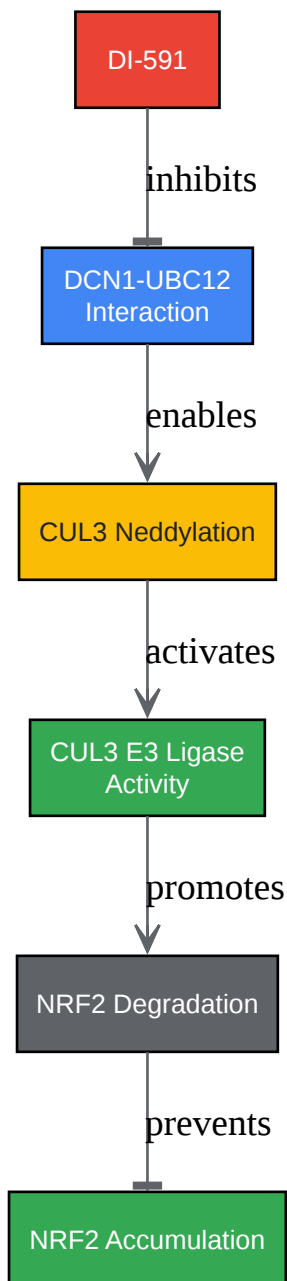 DI-591
inhibits
DCN1-UBC12
Interaction
enables
CUL3 Neddylation
activates
CUL3 E3 Ligase
Activity
promotes
NRF2 Degradation
prevents
NRF2 Accumulation